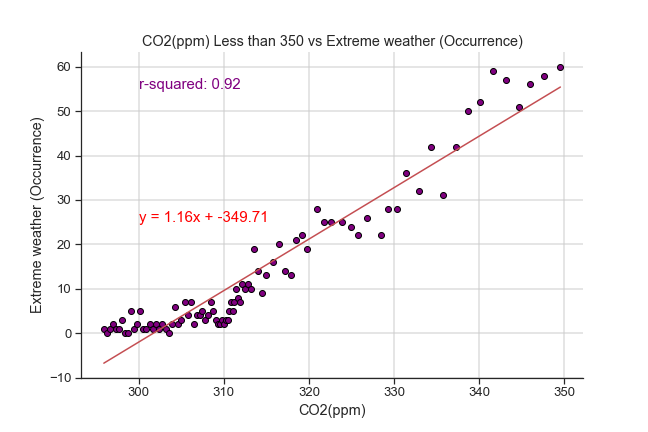 CO2(ppm) Less than 350 vs Extreme weather (Occurrence)
60
r-squared: 0.92
50
40
30
y = 1.16x + -349.71
20
10
0
−10
Extreme weather (Occurrence)
300 310 320 330 340 350
CO2(ppm)